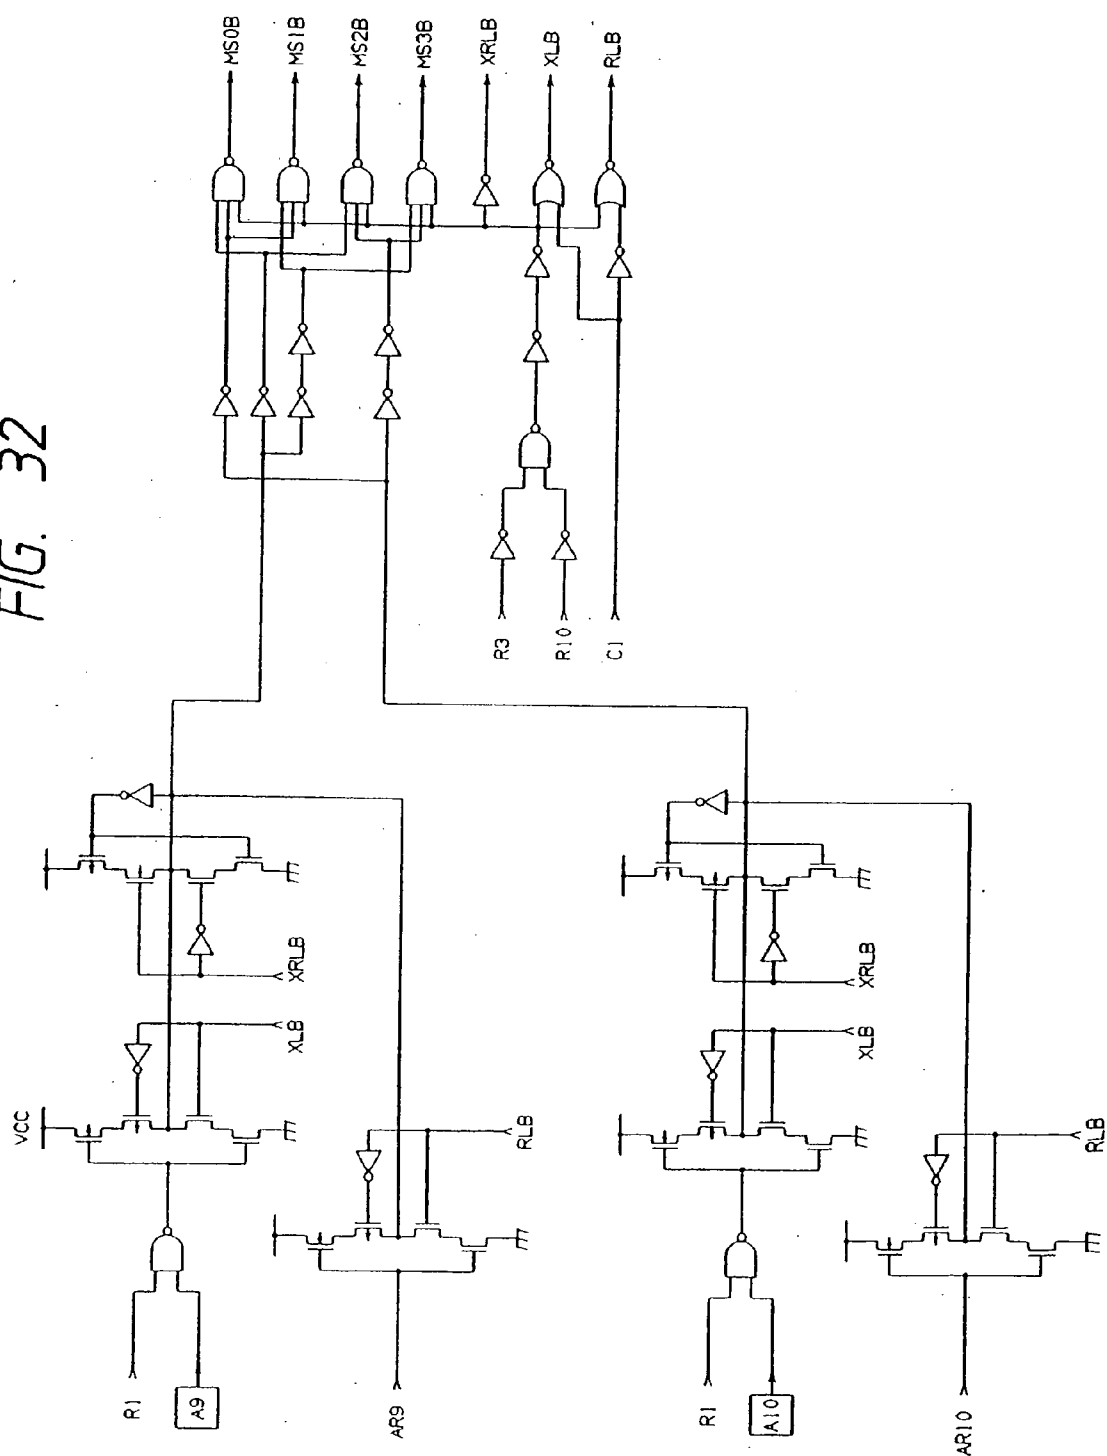 FIG. 32
MS0B
MS1B
MS2B
MS3B
XRLB
XLB
RLB
R3
R10
C1
VCC
XLB
XRLB
R1
A9
RLB
AR9
XLB
XRLB
R1
A10
RLB
AR10